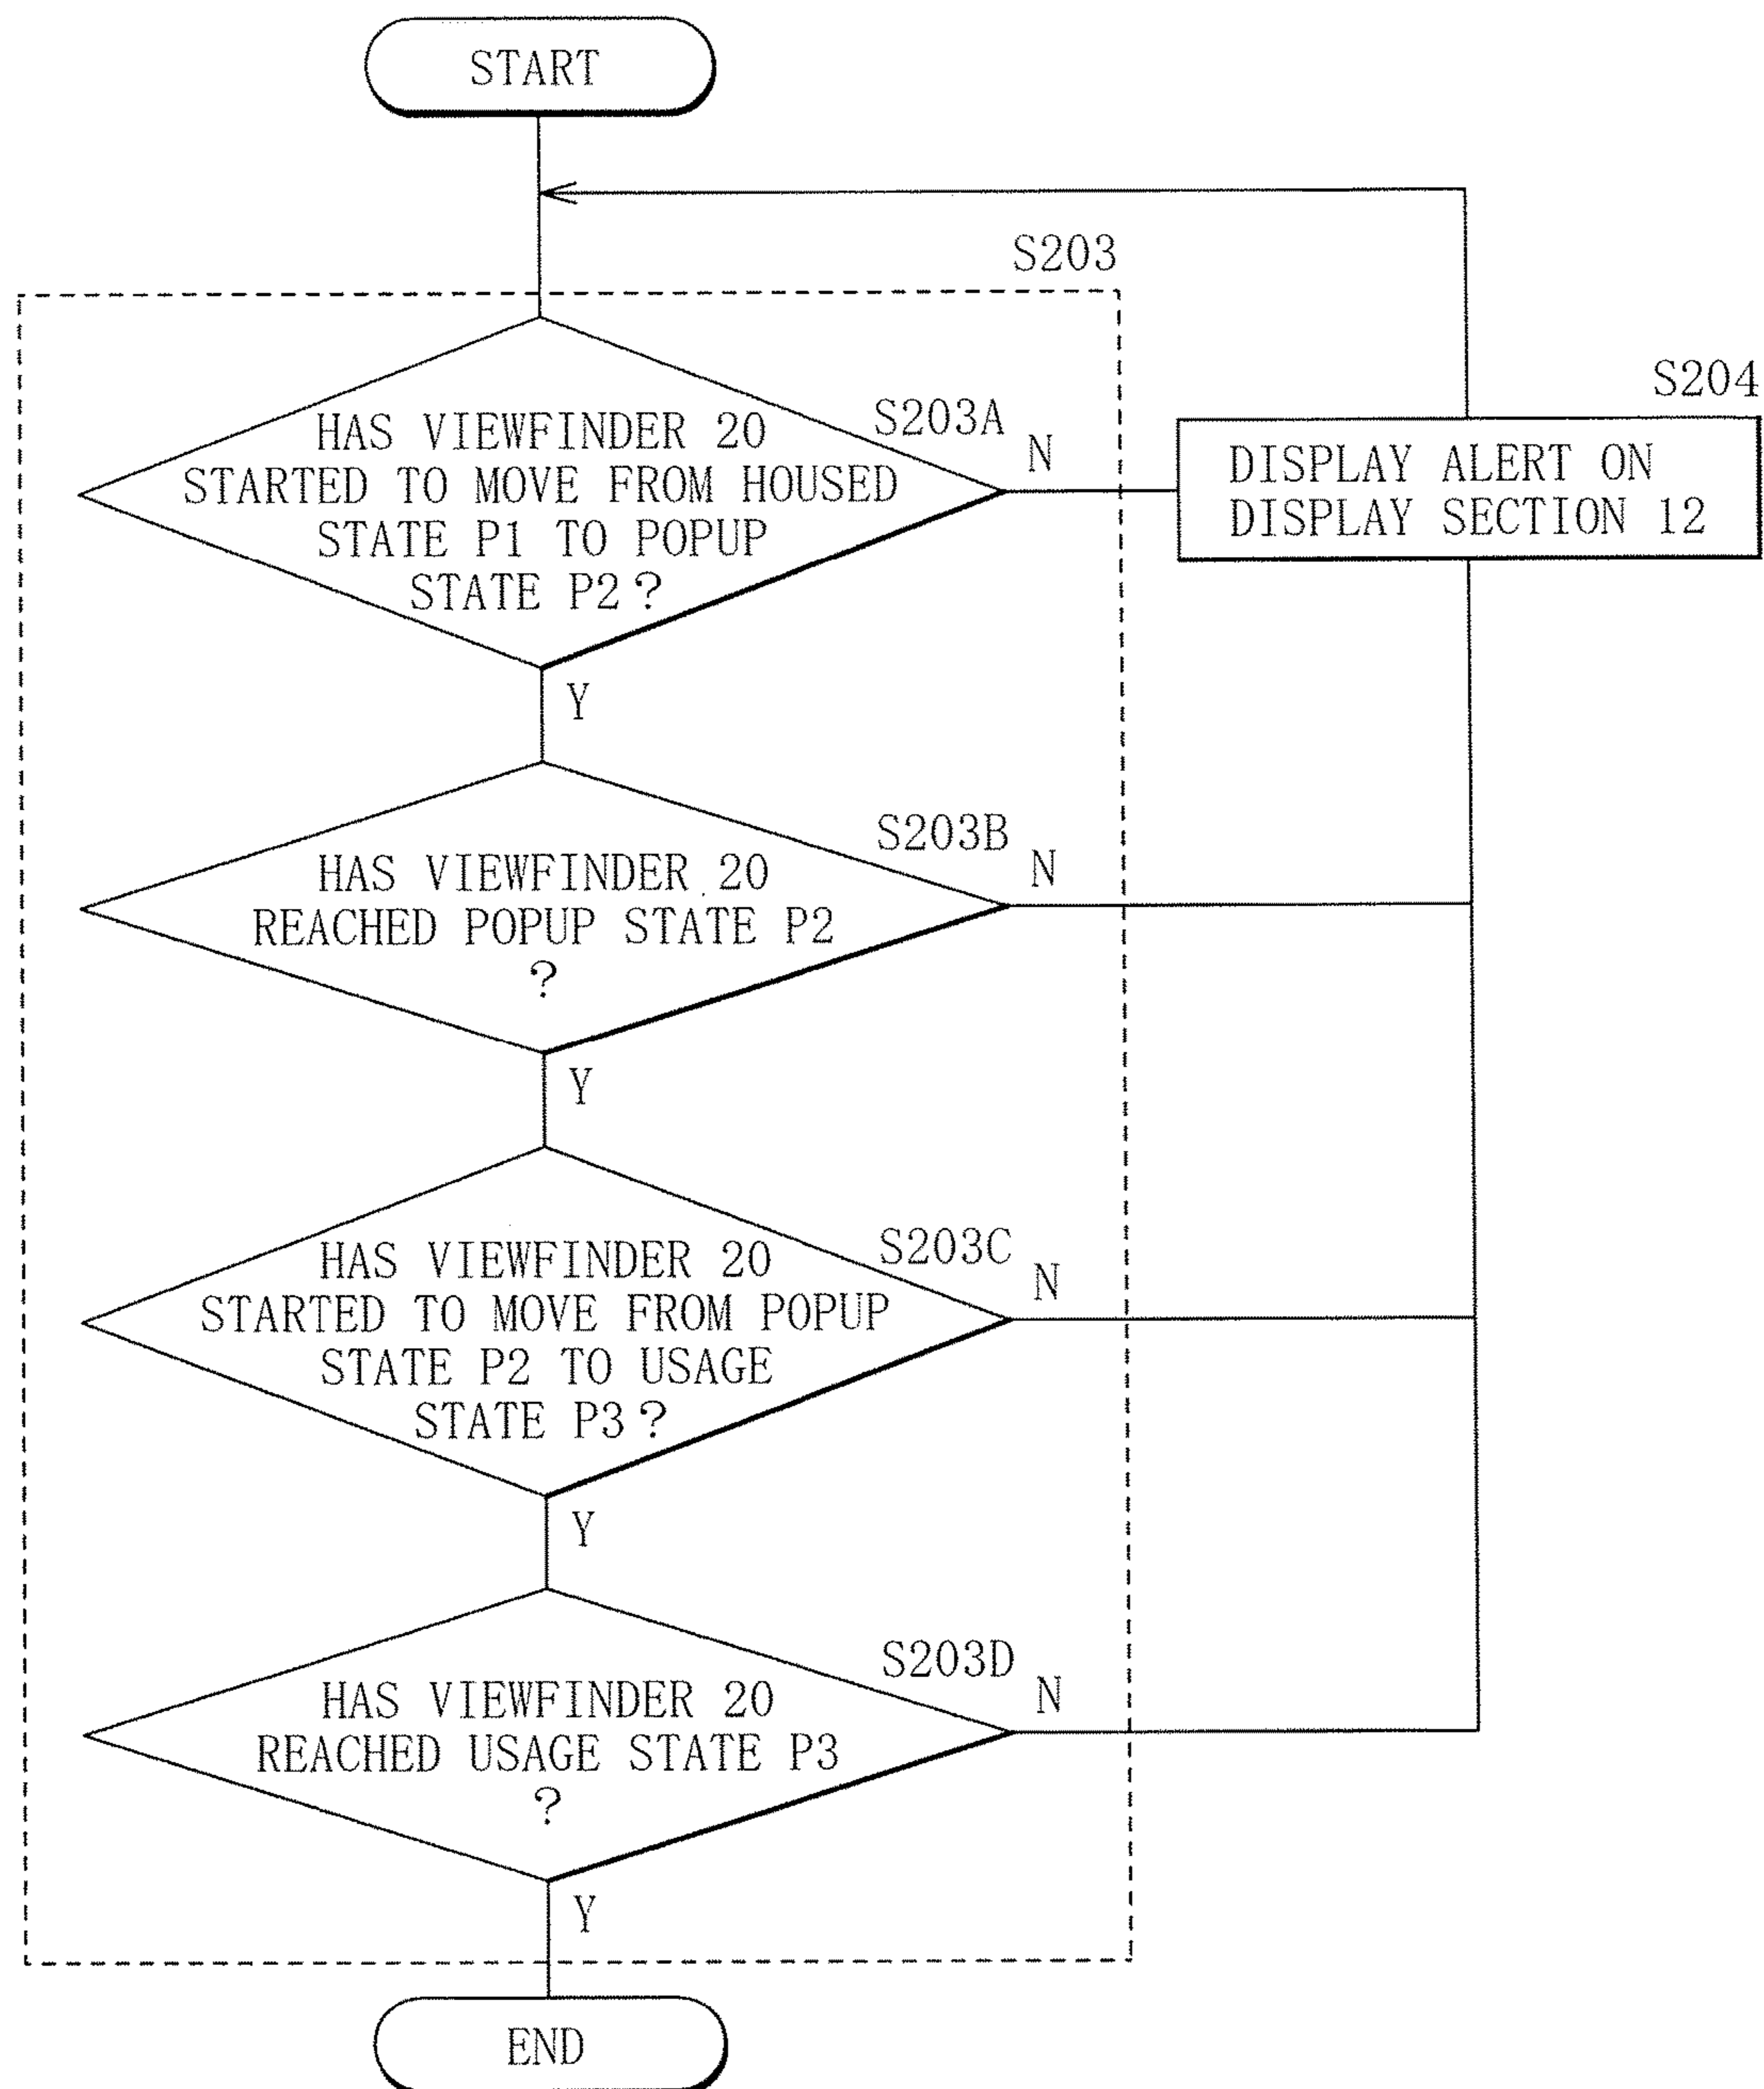 START
S203
S204
HAS VIEWFINDER 20
STARTED TO MOVE FROM HOUSED
STATE P1 TO POPUP
STATE P2?
S203A
N
DISPLAY ALERT ON
DISPLAY SECTION 12
Y
HAS VIEWFINDER 20
REACHED POPUP STATE P2
?
S203B
N
Y
HAS VIEWFINDER 20
STARTED TO MOVE FROM POPUP
STATE P2 TO USAGE
STATE P3?
S203C
N
Y
HAS VIEWFINDER 20
REACHED USAGE STATE P3
?
S203D
N
Y
END